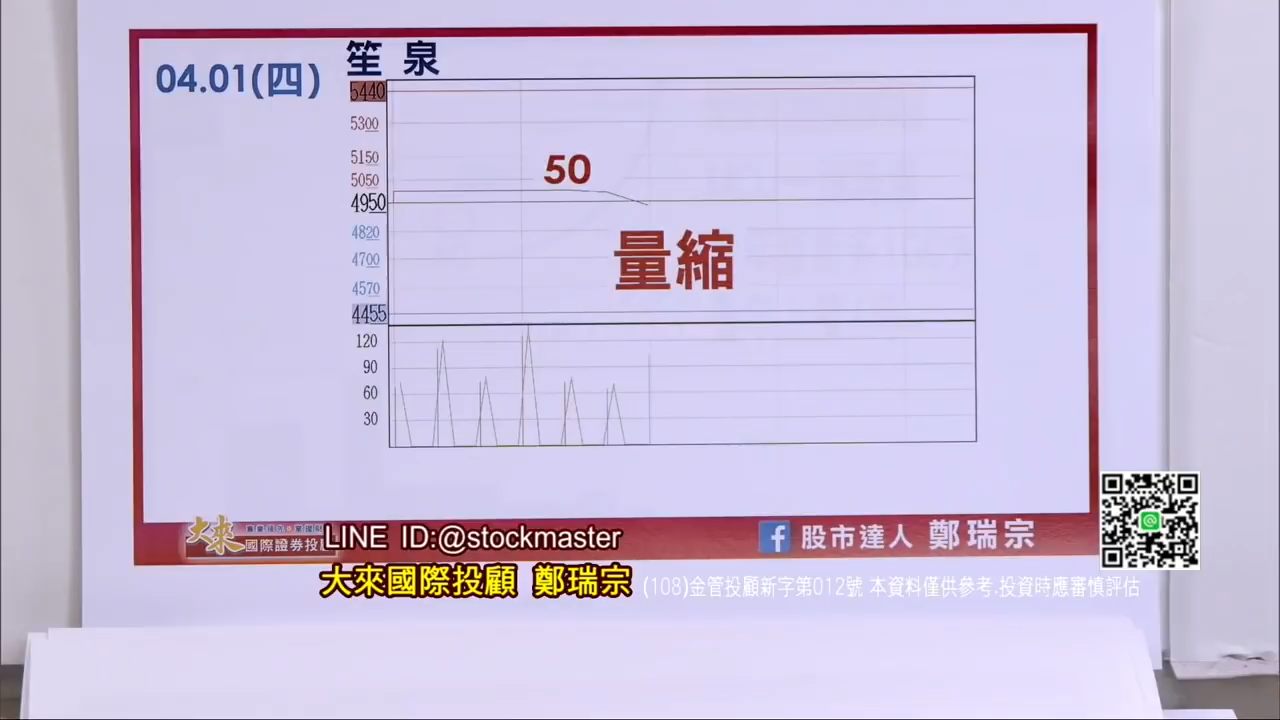 04.01(四)
笙泉
5440
5300
5150
5050
4950
4820
4700
4570
4455
50
量縮
120
90
60
30
大來
國際證券投
LINE ID:@stockmaster
股市達人 鄭瑞宗
大來國際投顧 鄭瑞宗
(108)金管投顧新字第012號 本資料僅供參考.投資時應審慎評估